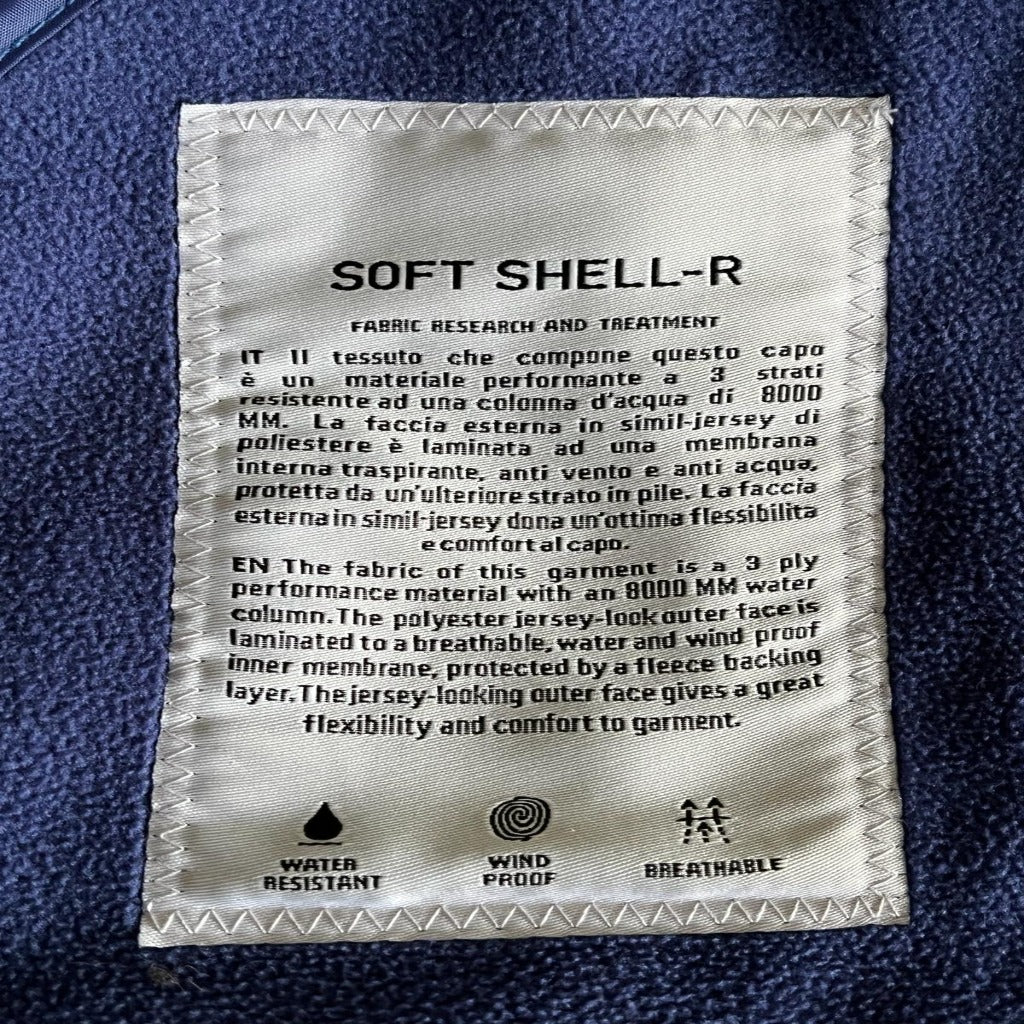 SOFT SHELL-R
FABRIC RESEARCH AND TREATMENT
IT Il tessuto che compone questo capo
è un materiale performante a 3 strati
resistente ad una colonna d'acqua di 8000
MM. La faccia esterna in simil-jersey di
poliestere è laminata ad una membrana
interna traspirante, anti vento e anti acqua,
protetta da un'ulteriore strato in pile. La faccia
esterna in simil-jersey dona un'ottima flessibilita
e comfort al capo.
EN The fabric of this garment is a 3 ply
performance material with an 8000 MM water
column. The polyester jersey-look outer face is
laminated to a breathable, water and wind proof
inner membrane, protected by a fleece backing
layer. The jersey-looking outer face gives a great
flexibility and comfort to garment.
WATER
RESISTANT
WIND
PROOF
BREATHABLE